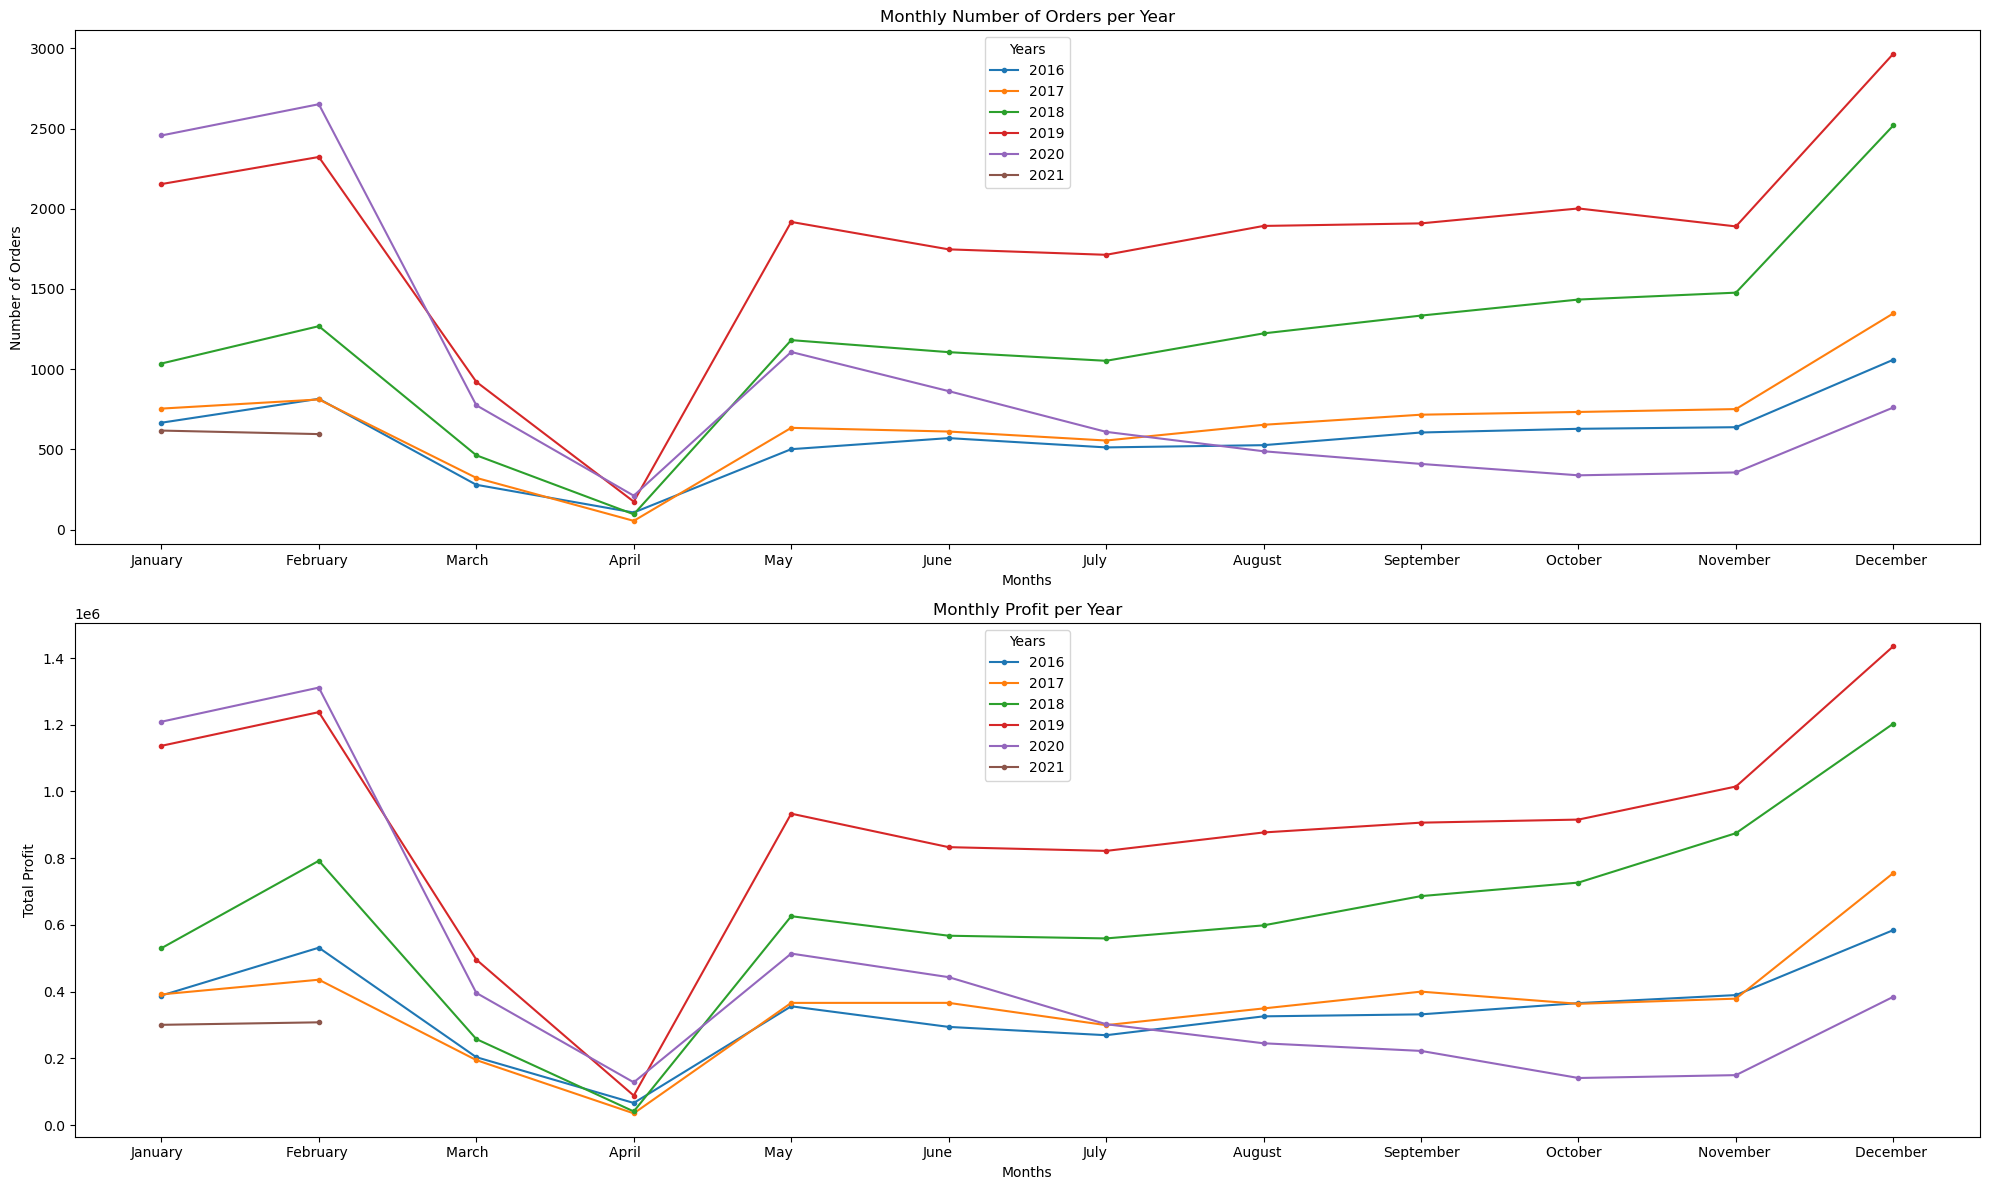 Monthly Number of Orders per Year
Years
2016
2017
2018
2019
2020
2021
3000
2500
2000
1500
1000
500
0
Number of Orders
January February March April May June July August September October November December
Months
Monthly Profit per Year
1e6
Years
2016
2017
2018
2019
2020
2021
1.4
1.2
1.0
0.8
0.6
0.4
0.2
0.0
Total Profit
January February March April May June July August September October November December
Months